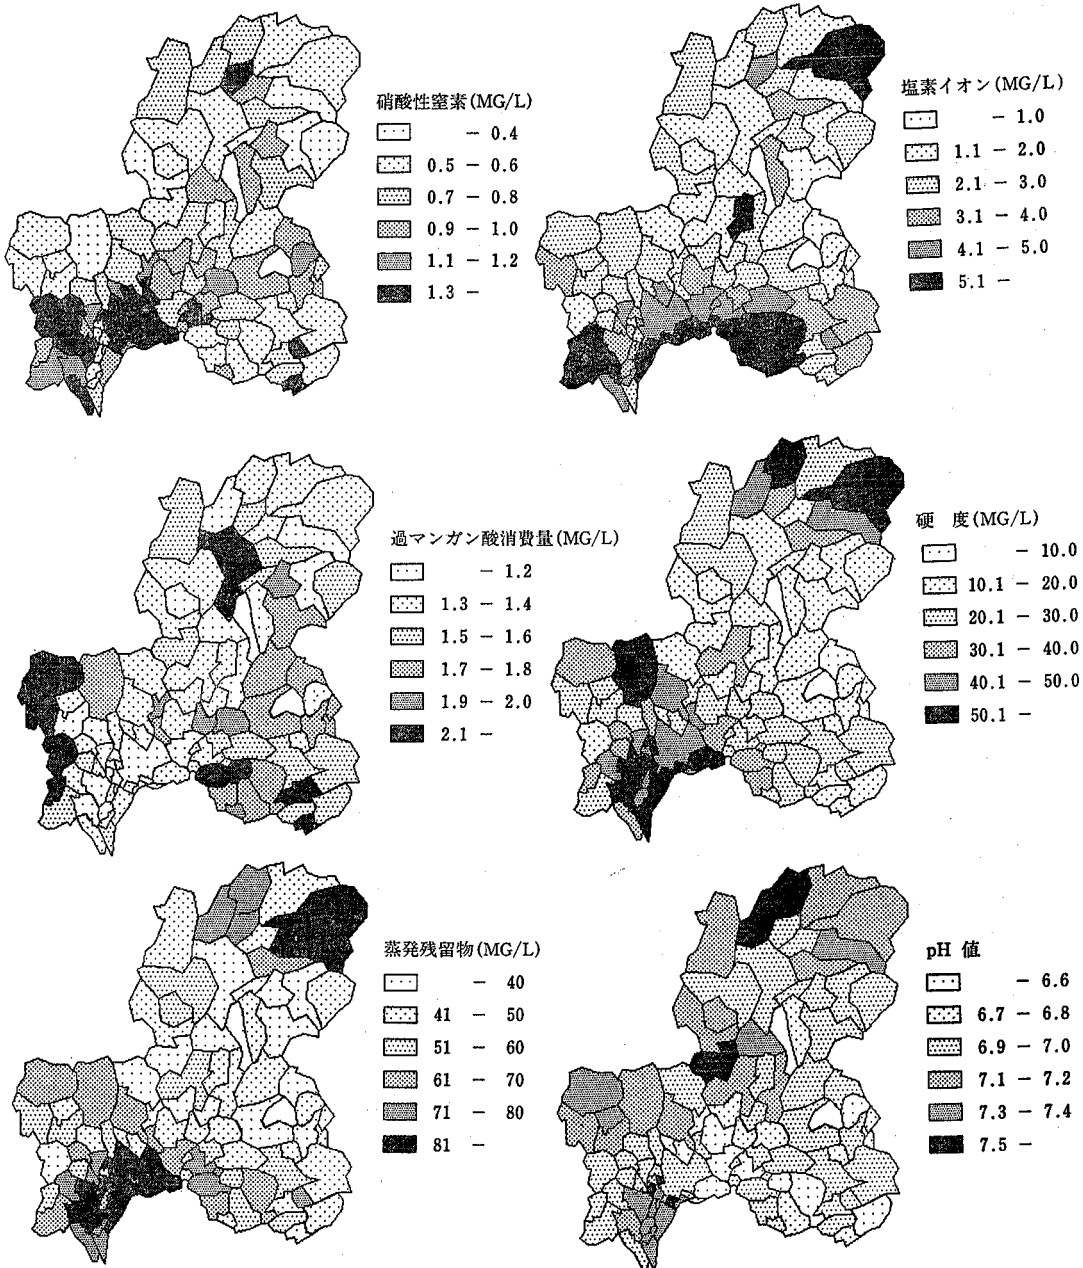 硝酸性窒素(MG/L)
− 0.4
0.5 − 0.6
0.7 − 0.8
0.9 − 1.0
1.1 − 1.2
1.3 −
塩素イオン(MG/L)
− 1.0
1.1 − 2.0
2.1 − 3.0
3.1 − 4.0
4.1 − 5.0
5.1 −
過マンガン酸消費量(MG/L)
− 1.2
1.3 − 1.4
1.5 − 1.6
1.7 − 1.8
1.9 − 2.0
2.1 −
硬 度(MG/L)
− 10.0
10.1 − 20.0
20.1 − 30.0
30.1 − 40.0
40.1 − 50.0
50.1 −
蒸発残留物(MG/L)
− 40
41 − 50
51 − 60
61 − 70
71 − 80
81 −
pH 値
− 6.6
6.7 − 6.8
6.9 − 7.0
7.1 − 7.2
7.3 − 7.4
7.5 −